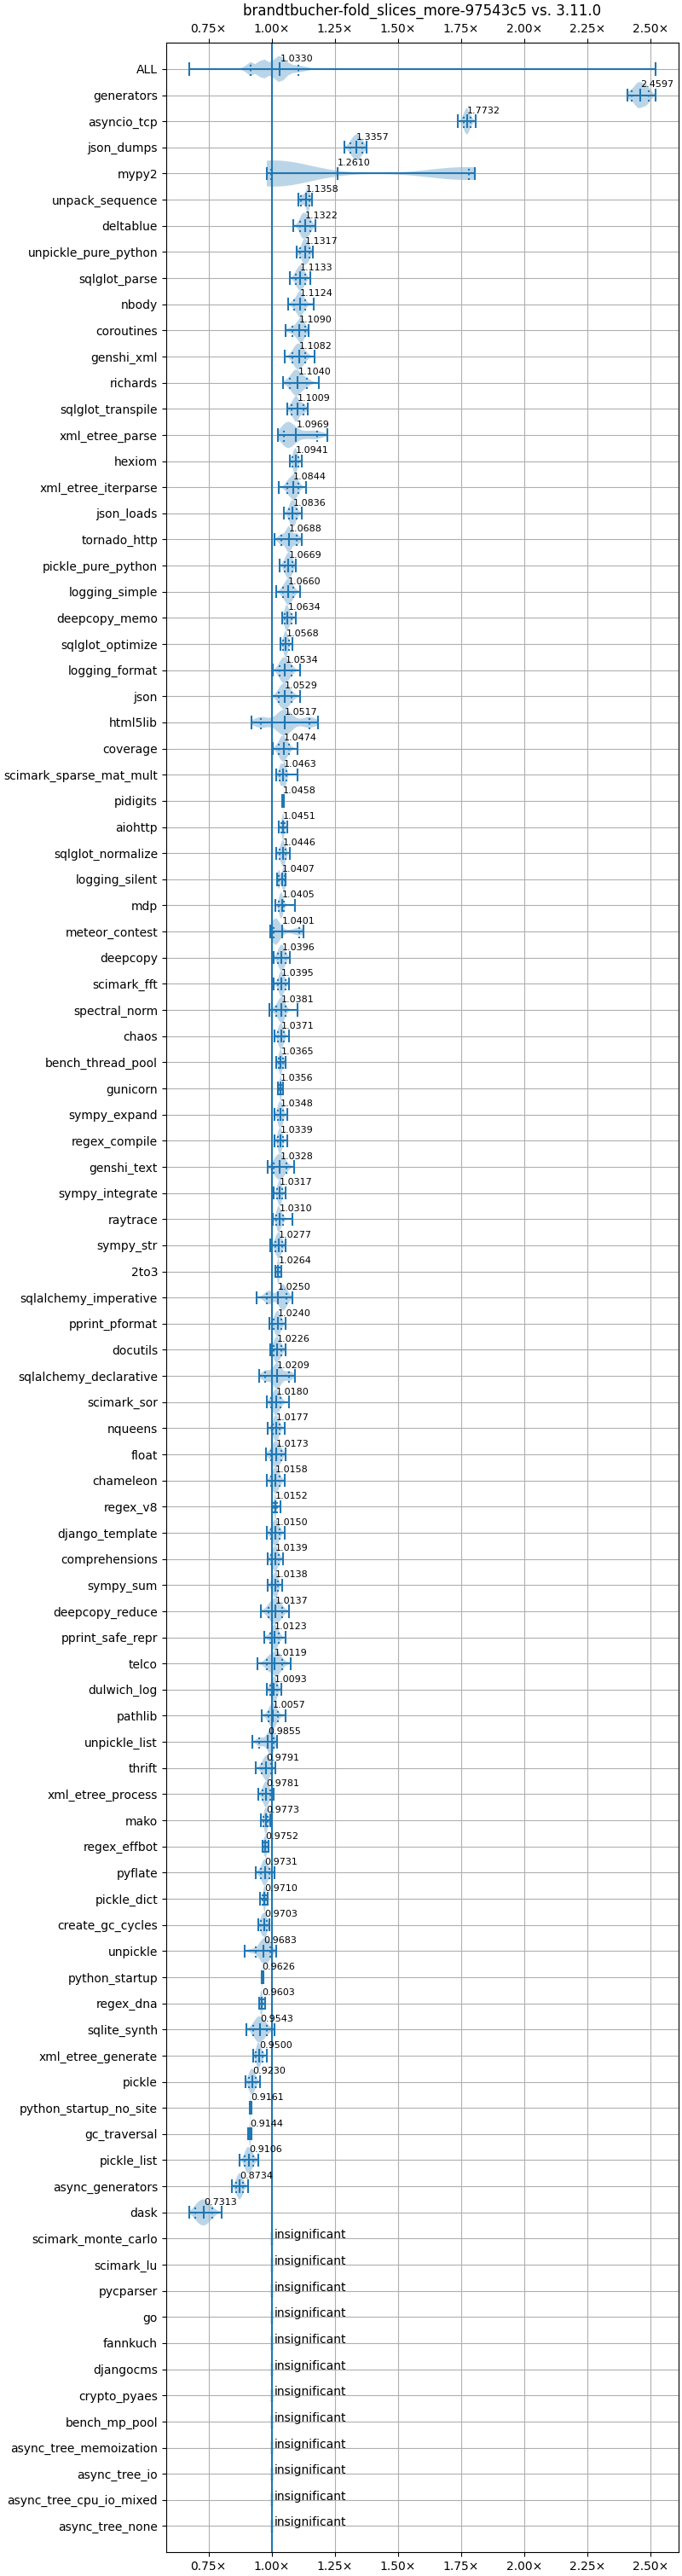 brandtbucher-fold_slices_more-97543c5 vs. 3.11.0
0.75× 1.00× 1.25× 1.50× 1.75× 2.00× 2.25× 2.50×
ALL 1.0330
generators 2.4597
asyncio_tcp 1.7732
json_dumps 1.3357
mypy2 1.2610
unpack_sequence 1.1358
deltablue 1.1322
unpickle_pure_python 1.1317
sqlglot_parse 1.1133
nbody 1.1124
coroutines 1.1090
genshi_xml 1.1082
richards 1.1040
sqlglot_transpile 1.1009
xml_etree_parse 1.0969
hexiom 1.0941
xml_etree_iterparse 1.0844
json_loads 1.0836
tornado_http 1.0688
pickle_pure_python 1.0669
logging_simple 1.0660
deepcopy_memo 1.0634
sqlglot_optimize 1.0568
logging_format 1.0534
json 1.0529
html5lib 1.0517
coverage 1.0474
scimark_sparse_mat_mult 1.0463
pidigits 1.0458
aiohttp 1.0451
sqlglot_normalize 1.0446
logging_silent 1.0407
mdp 1.0405
meteor_contest 1.0401
deepcopy 1.0396
scimark_fft 1.0395
spectral_norm 1.0381
chaos 1.0371
bench_thread_pool 1.0365
gunicorn 1.0356
sympy_expand 1.0348
regex_compile 1.0339
genshi_text 1.0328
sympy_integrate 1.0317
raytrace 1.0310
sympy_str 1.0277
2to3 1.0264
sqlalchemy_imperative 1.0250
pprint_pformat 1.0240
docutils 1.0226
sqlalchemy_declarative 1.0209
scimark_sor 1.0180
nqueens 1.0177
float 1.0173
chameleon 1.0158
regex_v8 1.0152
django_template 1.0150
comprehensions 1.0139
sympy_sum 1.0138
deepcopy_reduce 1.0137
pprint_safe_repr 1.0123
telco 1.0119
dulwich_log 1.0093
pathlib 1.0057
unpickle_list 0.9855
thrift 0.9791
xml_etree_process 0.9781
mako 0.9773
regex_effbot 0.9752
pyflate 0.9731
pickle_dict 0.9710
create_gc_cycles 0.9703
unpickle 0.9683
python_startup 0.9626
regex_dna 0.9603
sqlite_synth 0.9543
xml_etree_generate 0.9500
pickle 0.9230
python_startup_no_site 0.9161
gc_traversal 0.9144
pickle_list 0.9106
async_generators 0.8734
dask 0.7313
scimark_monte_carlo insignificant
scimark_lu insignificant
pycparser insignificant
go insignificant
fannkuch insignificant
djangocms insignificant
crypto_pyaes insignificant
bench_mp_pool insignificant
async_tree_memoization insignificant
async_tree_io insignificant
async_tree_cpu_io_mixed insignificant
async_tree_none insignificant
0.75× 1.00× 1.25× 1.50× 1.75× 2.00× 2.25× 2.50×